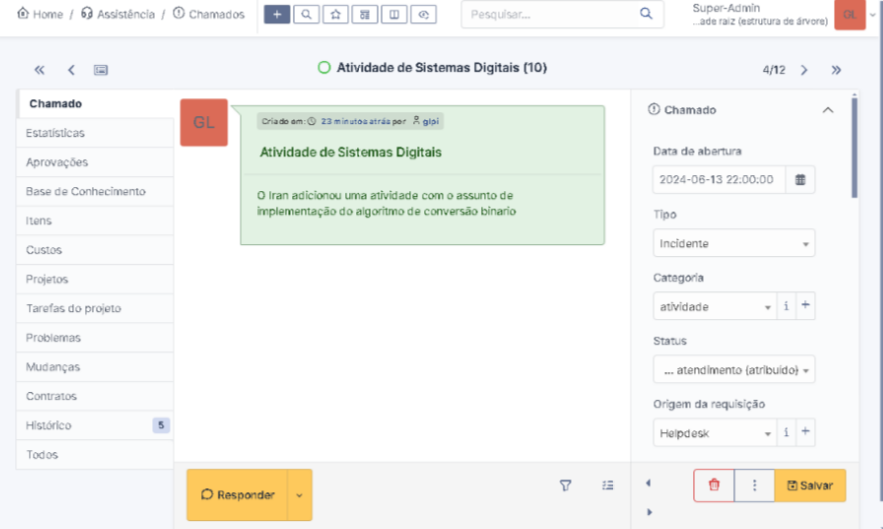 Home / Assistência / Chamados
Pesquisar...
Super-Admin
...ade raiz (estrutura de árvore)
GL
Atividade de Sistemas Digitais (10)
4/12
Chamado
Estatísticas
Aprovações
Base de Conhecimento
Itens
Custos
Projetos
Tarefas do projeto
Problemas
Mudanças
Contratos
Histórico 5
Todos
GL
Criado em: 23 minutos atrás por glpi
Atividade de Sistemas Digitais
O Iran adicionou uma atividade com o assunto de
implementação do algoritmo de conversão binario
Chamado
Data de abertura
2024-06-13 22:00:00
Tipo
Incidente
Categoria
atividade
Status
... atendimento (atribuído)
Origem da requisição
Helpdesk
Responder
Salvar